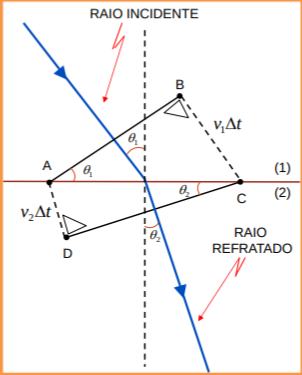 RAIO INCIDENTE
B
θ₁
v₁Δt
A
θ₁
(1)
θ₂
(2)
C
v₂Δt
D
θ₂
RAIO
REFRATADO